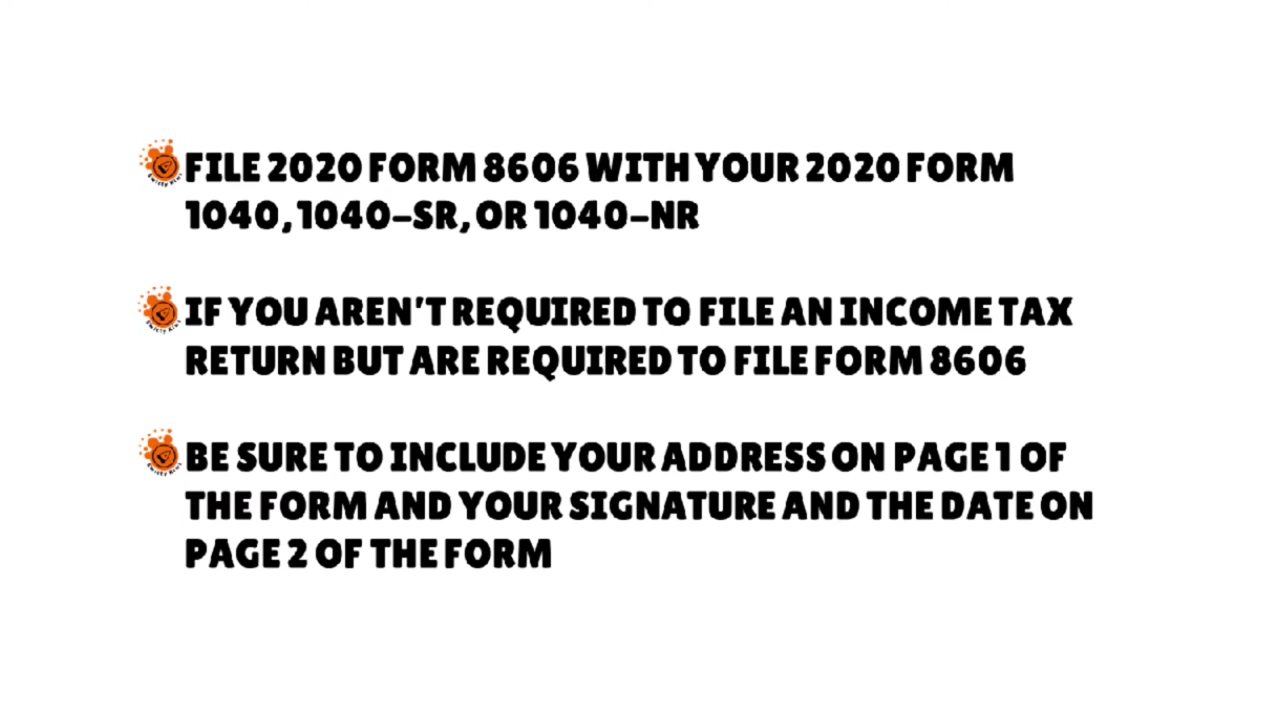 FILE 2020 FORM 8606 WITH YOUR 2020 FORM
1040, 1040-SR, OR 1040-NR
IF YOU AREN'T REQUIRED TO FILE AN INCOME TAX
RETURN BUT ARE REQUIRED TO FILE FORM 8606
BE SURE TO INCLUDE YOUR ADDRESS ON PAGE 1 OF
THE FORM AND YOUR SIGNATURE AND THE DATE ON
PAGE 2 OF THE FORM